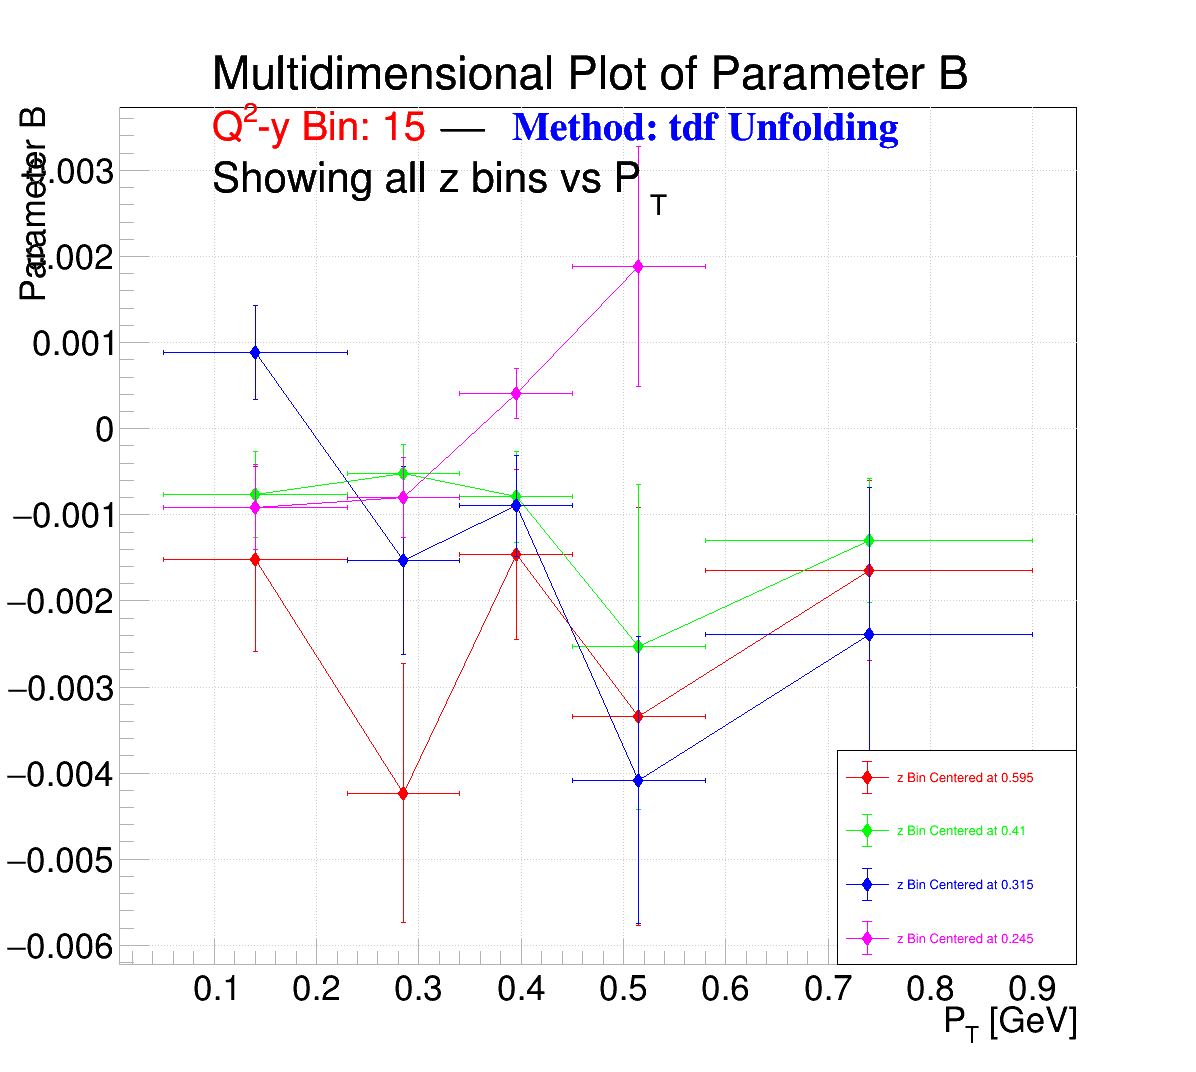 Multidimensional Plot of Parameter B
Q²-y Bin: 15 — Method: tdf Unfolding
Showing all z bins vs P_T
Parameter B
0.003
0.002
0.001
0
−0.001
−0.002
−0.003
−0.004
−0.005
−0.006
z Bin Centered at 0.595
z Bin Centered at 0.41
z Bin Centered at 0.315
z Bin Centered at 0.245
0.1 0.2 0.3 0.4 0.5 0.6 0.7 0.8 0.9
P_T [GeV]